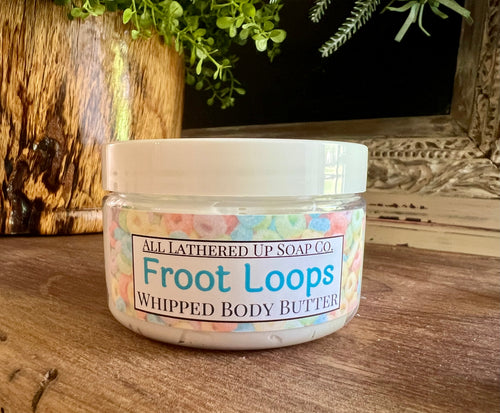 All Lathered Up Soap Co.
Froot Loops
Whipped Body Butter